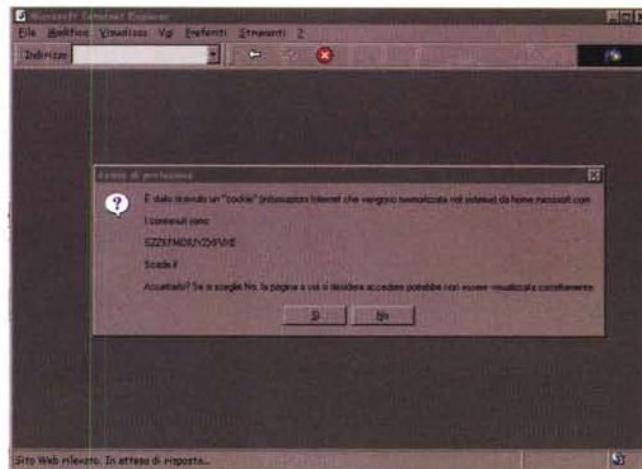 Microsoft Internet Explorer
File Modifica Visualizza Vai Preferiti Strumenti ?
Indirizzo
Avviso di protezione
È stato ricevuto un "cookie" (informazioni Internet che vengono memorizzate nel sistema) da home.microsoft.com
I contenuti sono:
Scade il
Accettarlo? Se si sceglie No, la pagina a cui si desidera accedere potrebbe non essere visualizzata correttamente.
Sì No
Sito Web rilevato. In attesa di risposta...